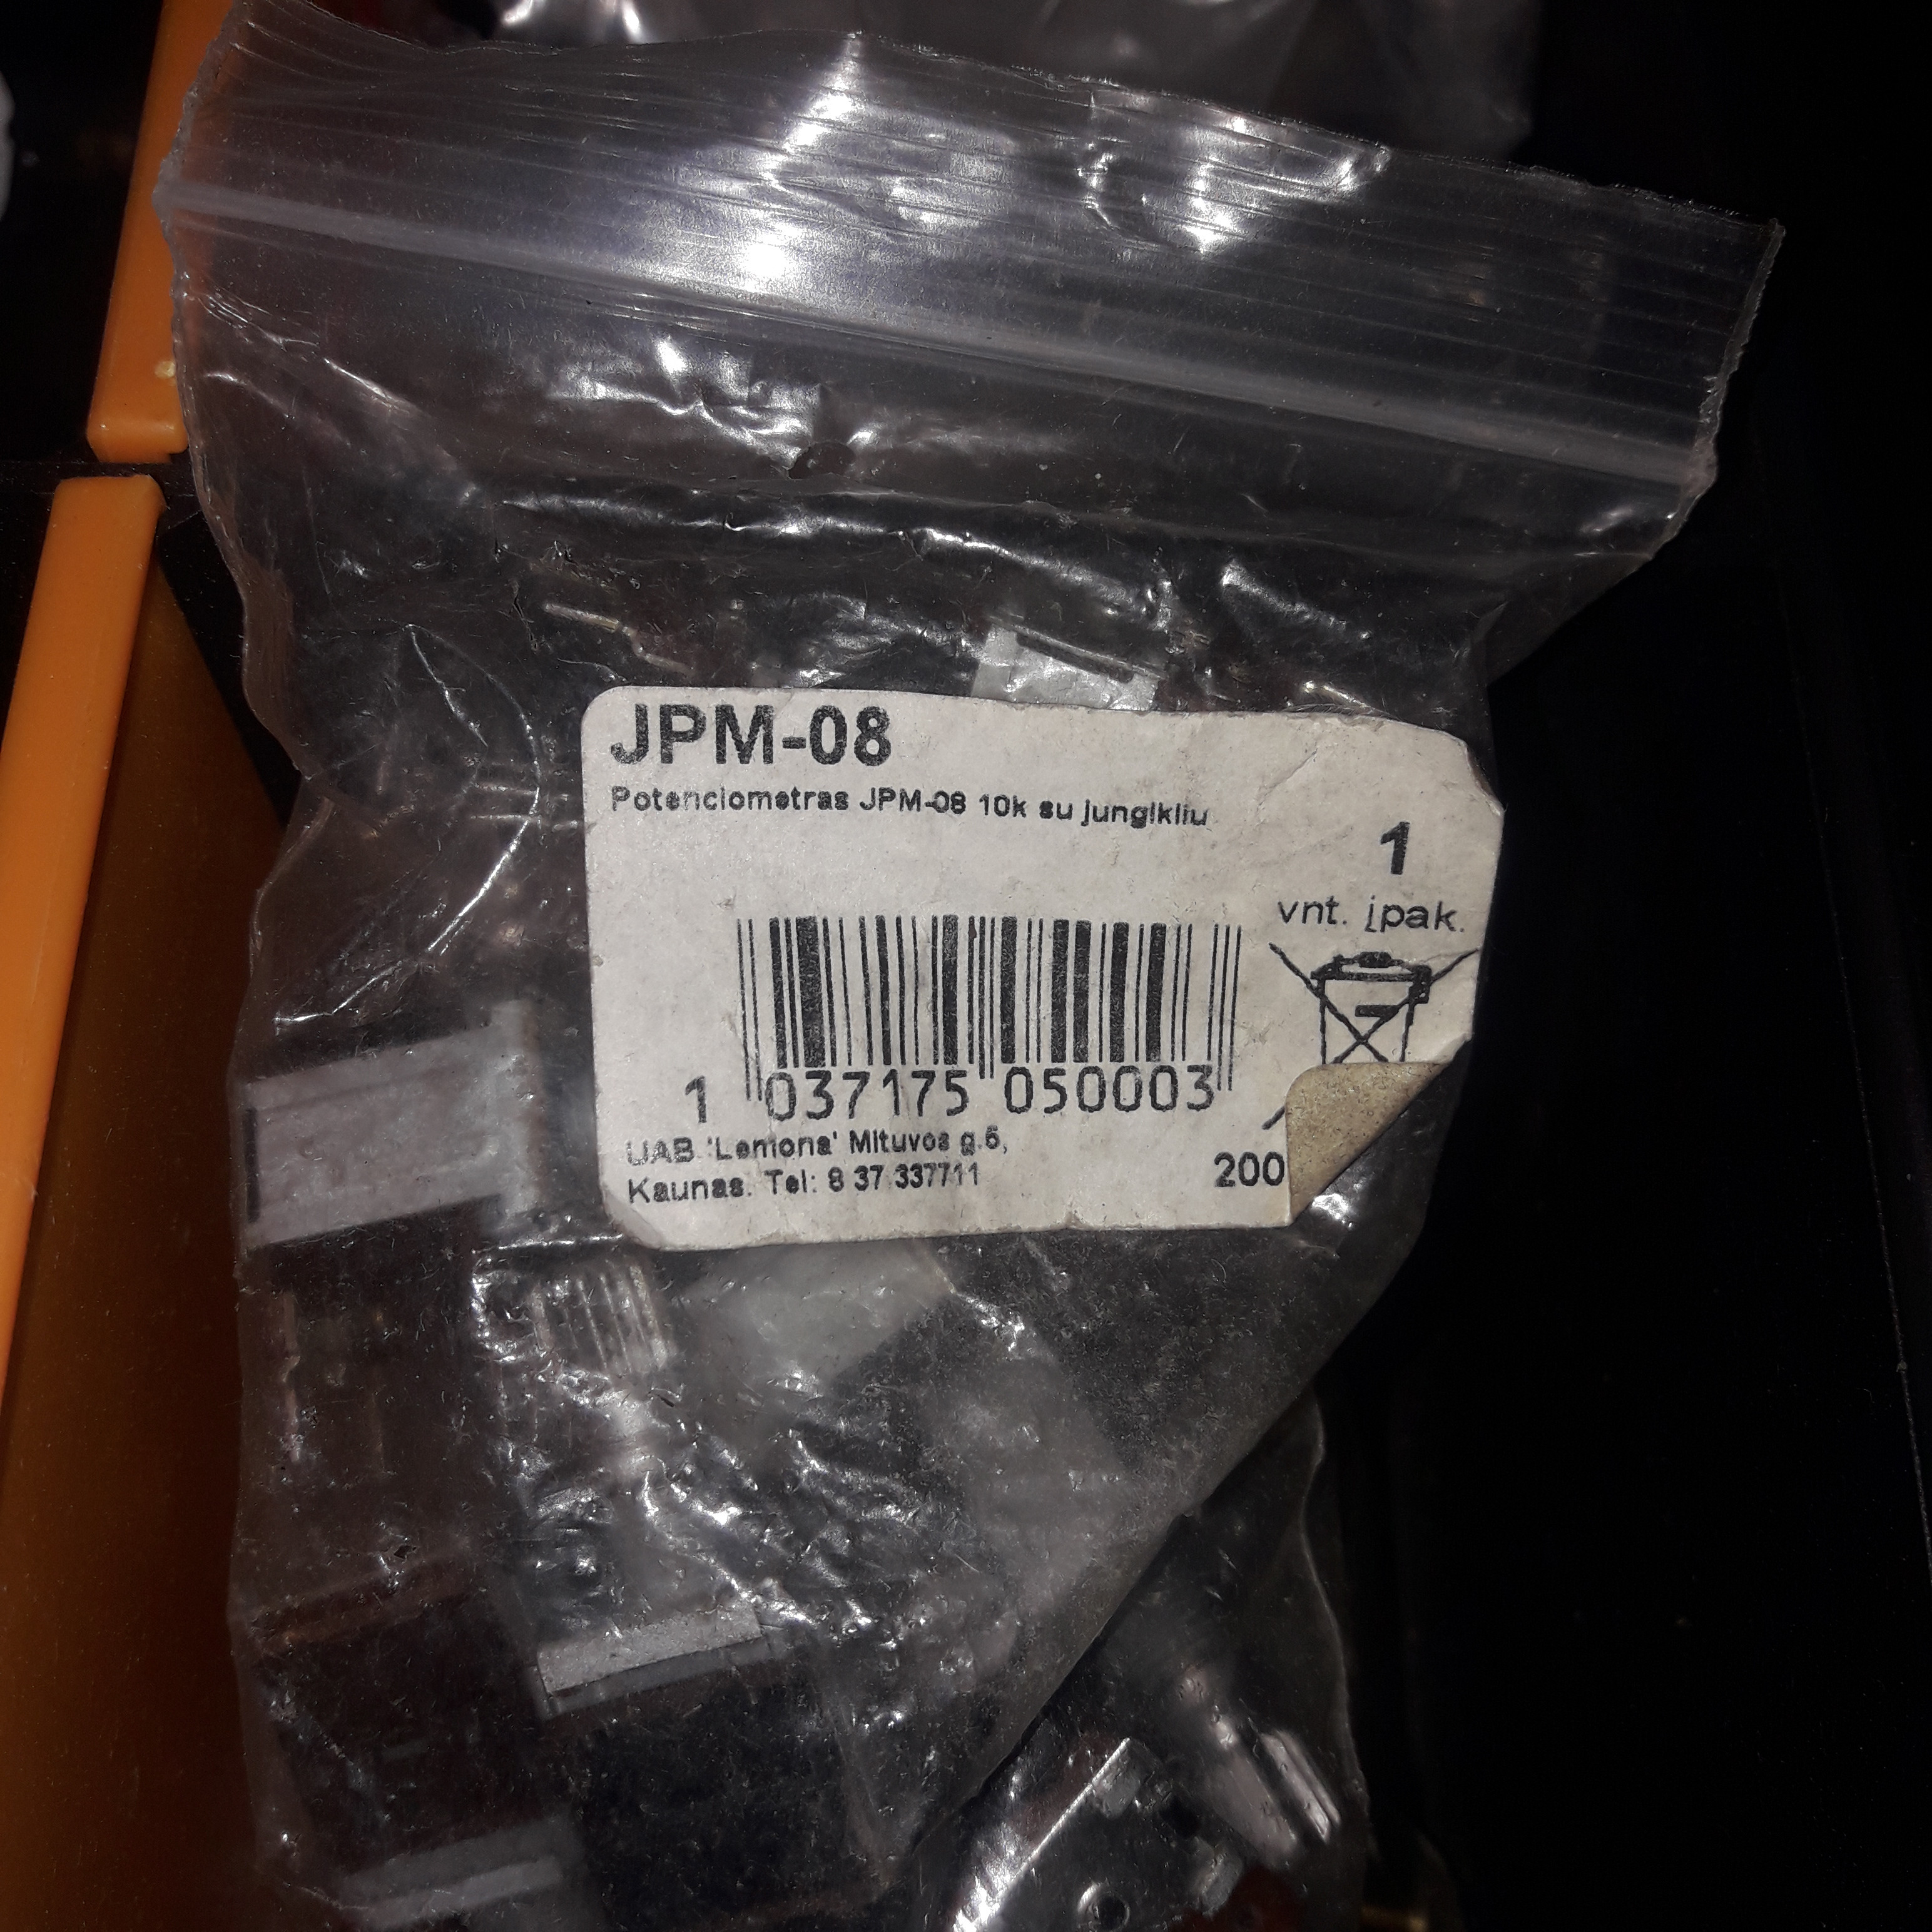 JPM-08
Potenciometras JPM-08 10k su jungikliu
1
vnt. įpak.
1 037175 050003
UAB 'Lemona' Mituvos g.5,
Kaunas. Tel: 8 37 337711
200